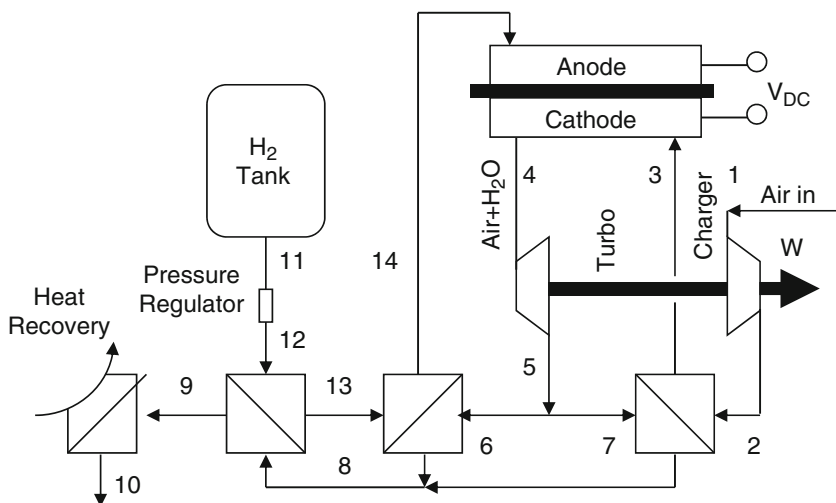 Anode
V_DC
Cathode
H₂
Tank
Air+H₂O
4
3
Charger
1
Air in
Turbo
W
11
14
Pressure
Regulator
Heat
Recovery
12
5
9
13
6
7
2
8
10